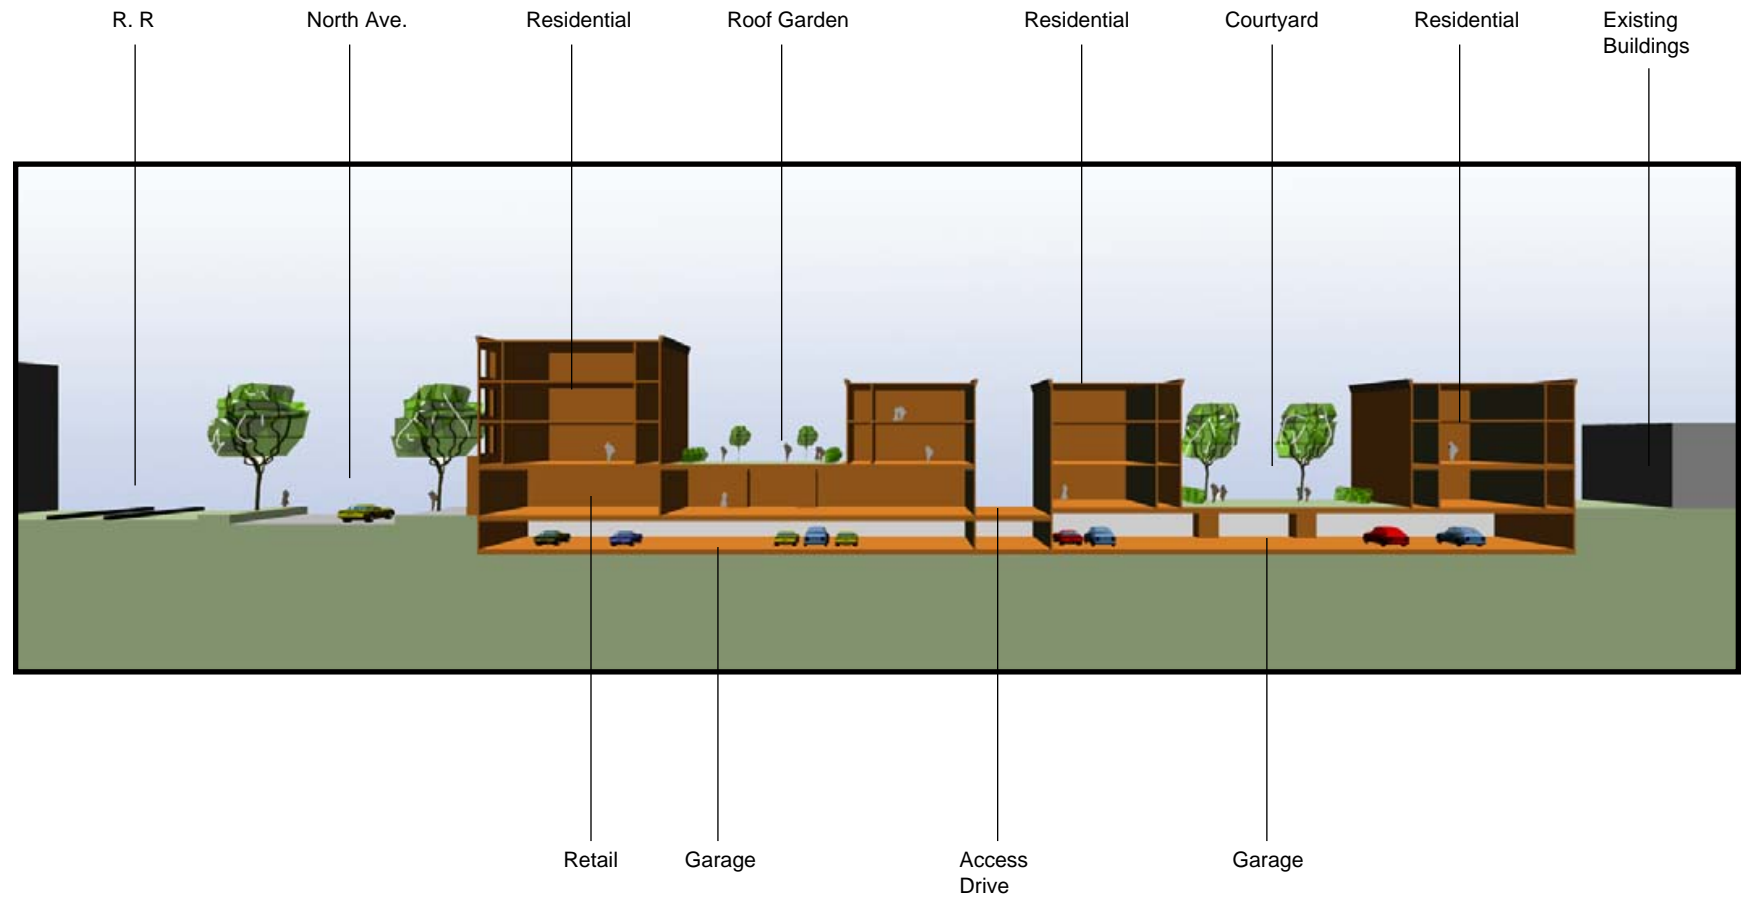 R. R
North Ave.
Residential
Roof Garden
Residential
Courtyard
Residential
Existing
Buildings
Retail
Garage
Access
Drive
Garage